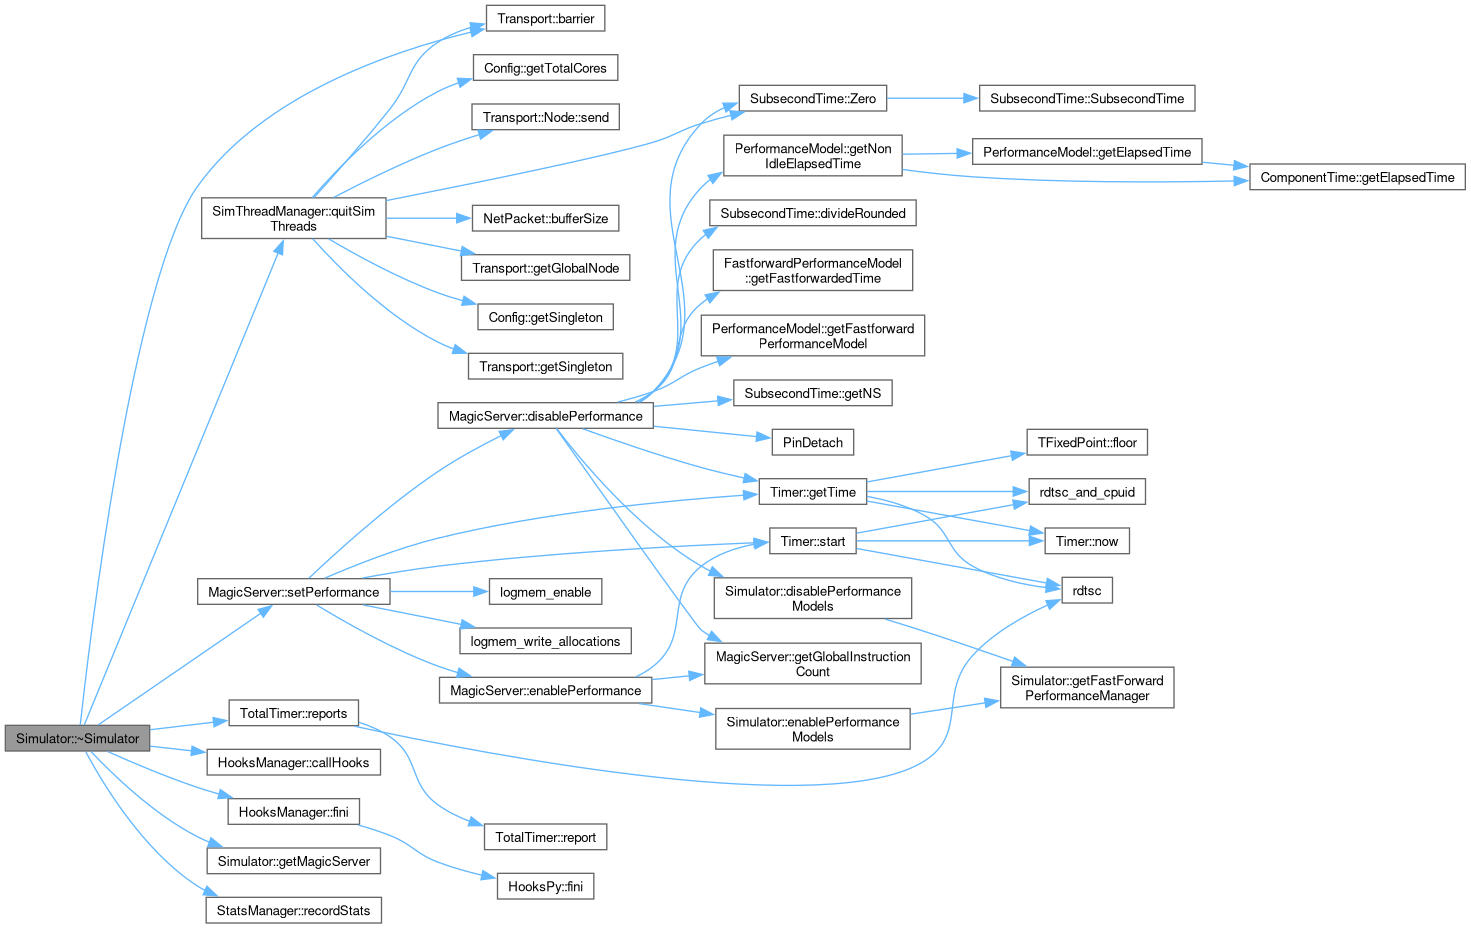 Transport::barrier
Config::getTotalCores
SubsecondTime::Zero
SubsecondTime::SubsecondTime
Transport::Node::send
PerformanceModel::getNon
IdleElapsedTime
PerformanceModel::getElapsedTime
ComponentTime::getElapsedTime
SimThreadManager::quitSim
Threads
NetPacket::bufferSize
SubsecondTime::divideRounded
Transport::getGlobalNode
FastforwardPerformanceModel
::getFastforwardedTime
Config::getSingleton
PerformanceModel::getFastforward
PerformanceModel
Transport::getSingleton
SubsecondTime::getNS
MagicServer::disablePerformance
PinDetach
TFixedPoint::floor
Timer::getTime
rdtsc_and_cpuid
Timer::start
Timer::now
MagicServer::setPerformance
logmem_enable
Simulator::disablePerformance
Models
rdtsc
logmem_write_allocations
MagicServer::getGlobalInstruction
Count
MagicServer::enablePerformance
Simulator::getFastForward
PerformanceManager
Simulator::~Simulator
TotalTimer::reports
Simulator::enablePerformance
Models
HooksManager::callHooks
HooksManager::fini
TotalTimer::report
Simulator::getMagicServer
HooksPy::fini
StatsManager::recordStats